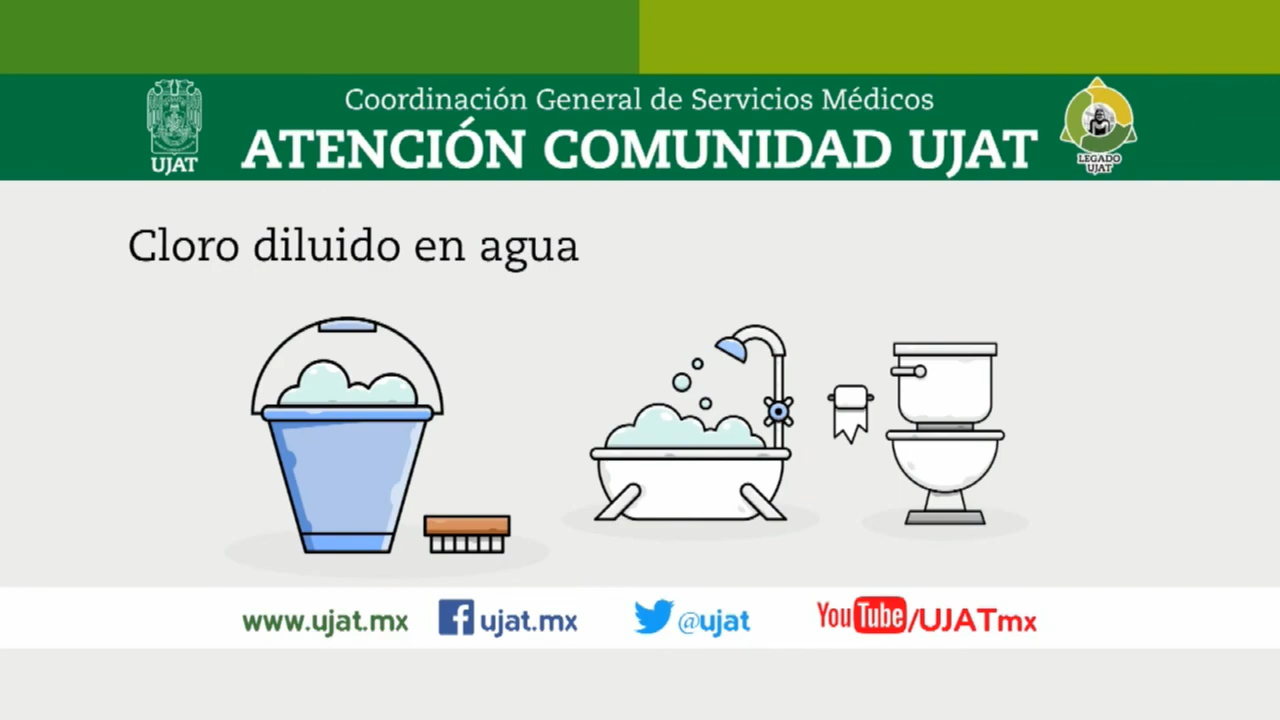 Coordinación General de Servicios Médicos
ATENCIÓN COMUNIDAD UJAT
UJAT
LEGADO
UJAT
Cloro diluido en agua
www.ujat.mx
f ujat.mx
@ujat
YouTube/UJATmx